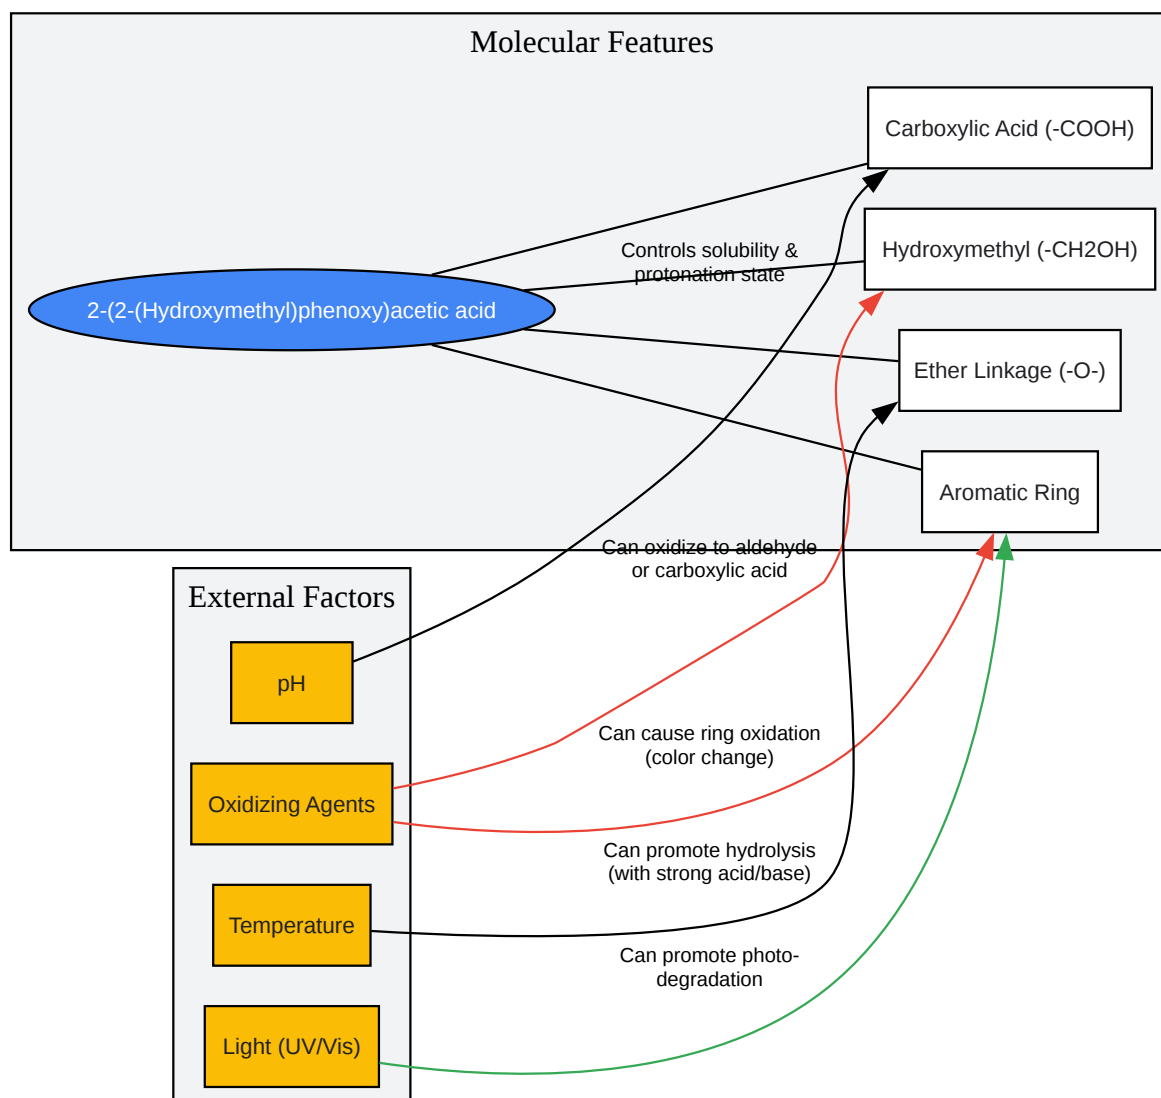 Molecular Features
Carboxylic Acid (-COOH)
Controls solubility &
protonation state
Hydroxymethyl (-CH2OH)
2-(2-(Hydroxymethyl)phenoxy)acetic acid
Ether Linkage (-O-)
Aromatic Ring
Can oxidize to aldehyde
or carboxylic acid
External Factors
pH
Can cause ring oxidation
(color change)
Oxidizing Agents
Can promote hydrolysis
(with strong acid/base)
Temperature
Can promote photo-
degradation
Light (UV/Vis)